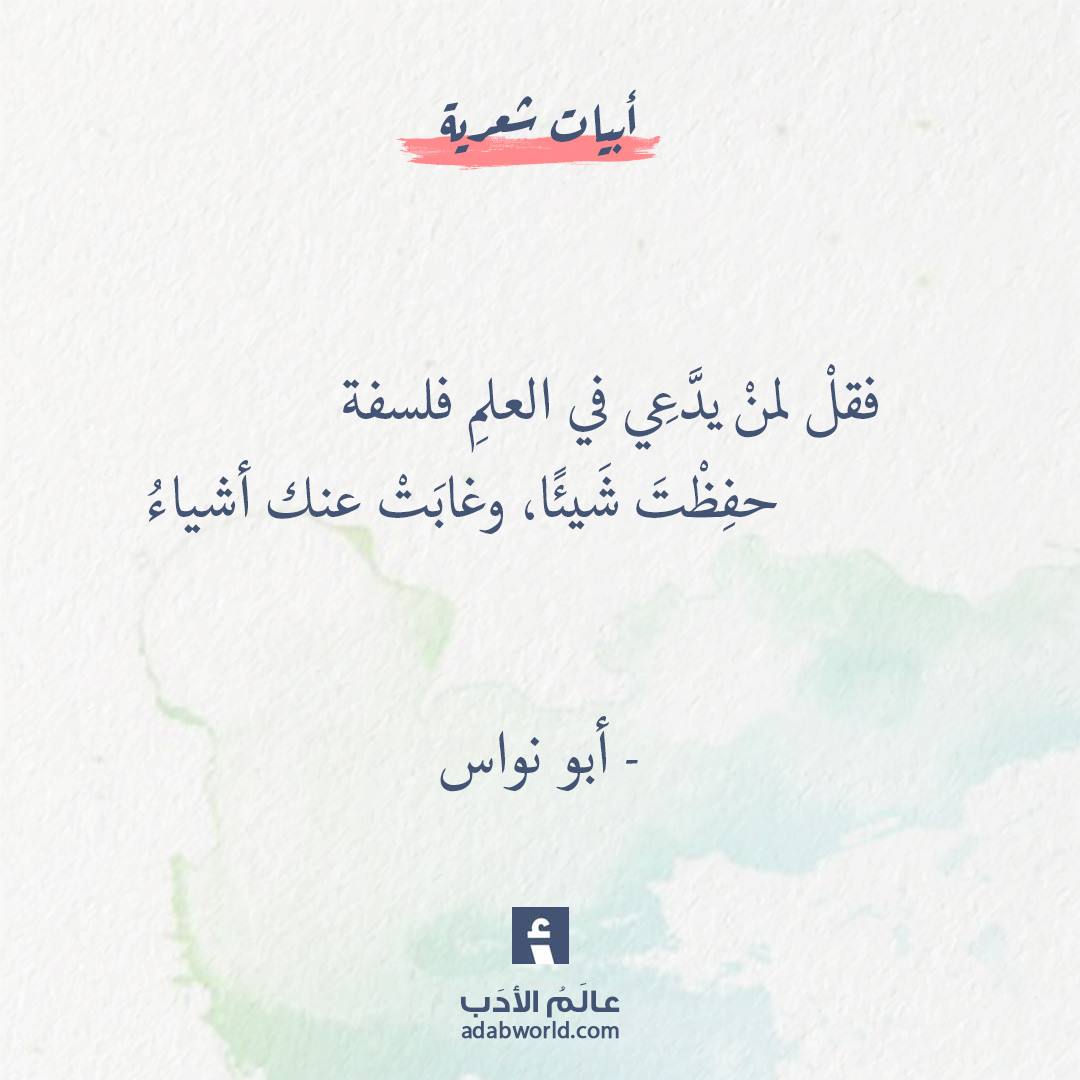 أبيات شعرية
فقلْ لمنْ يدَّعِي في العلمِ فلسفة
حفِظْتَ شَيئًا، وغابَتْ عنك أشياءُ
- أبو نواس
أ
عالَمُ الأدَب
adabworld.com